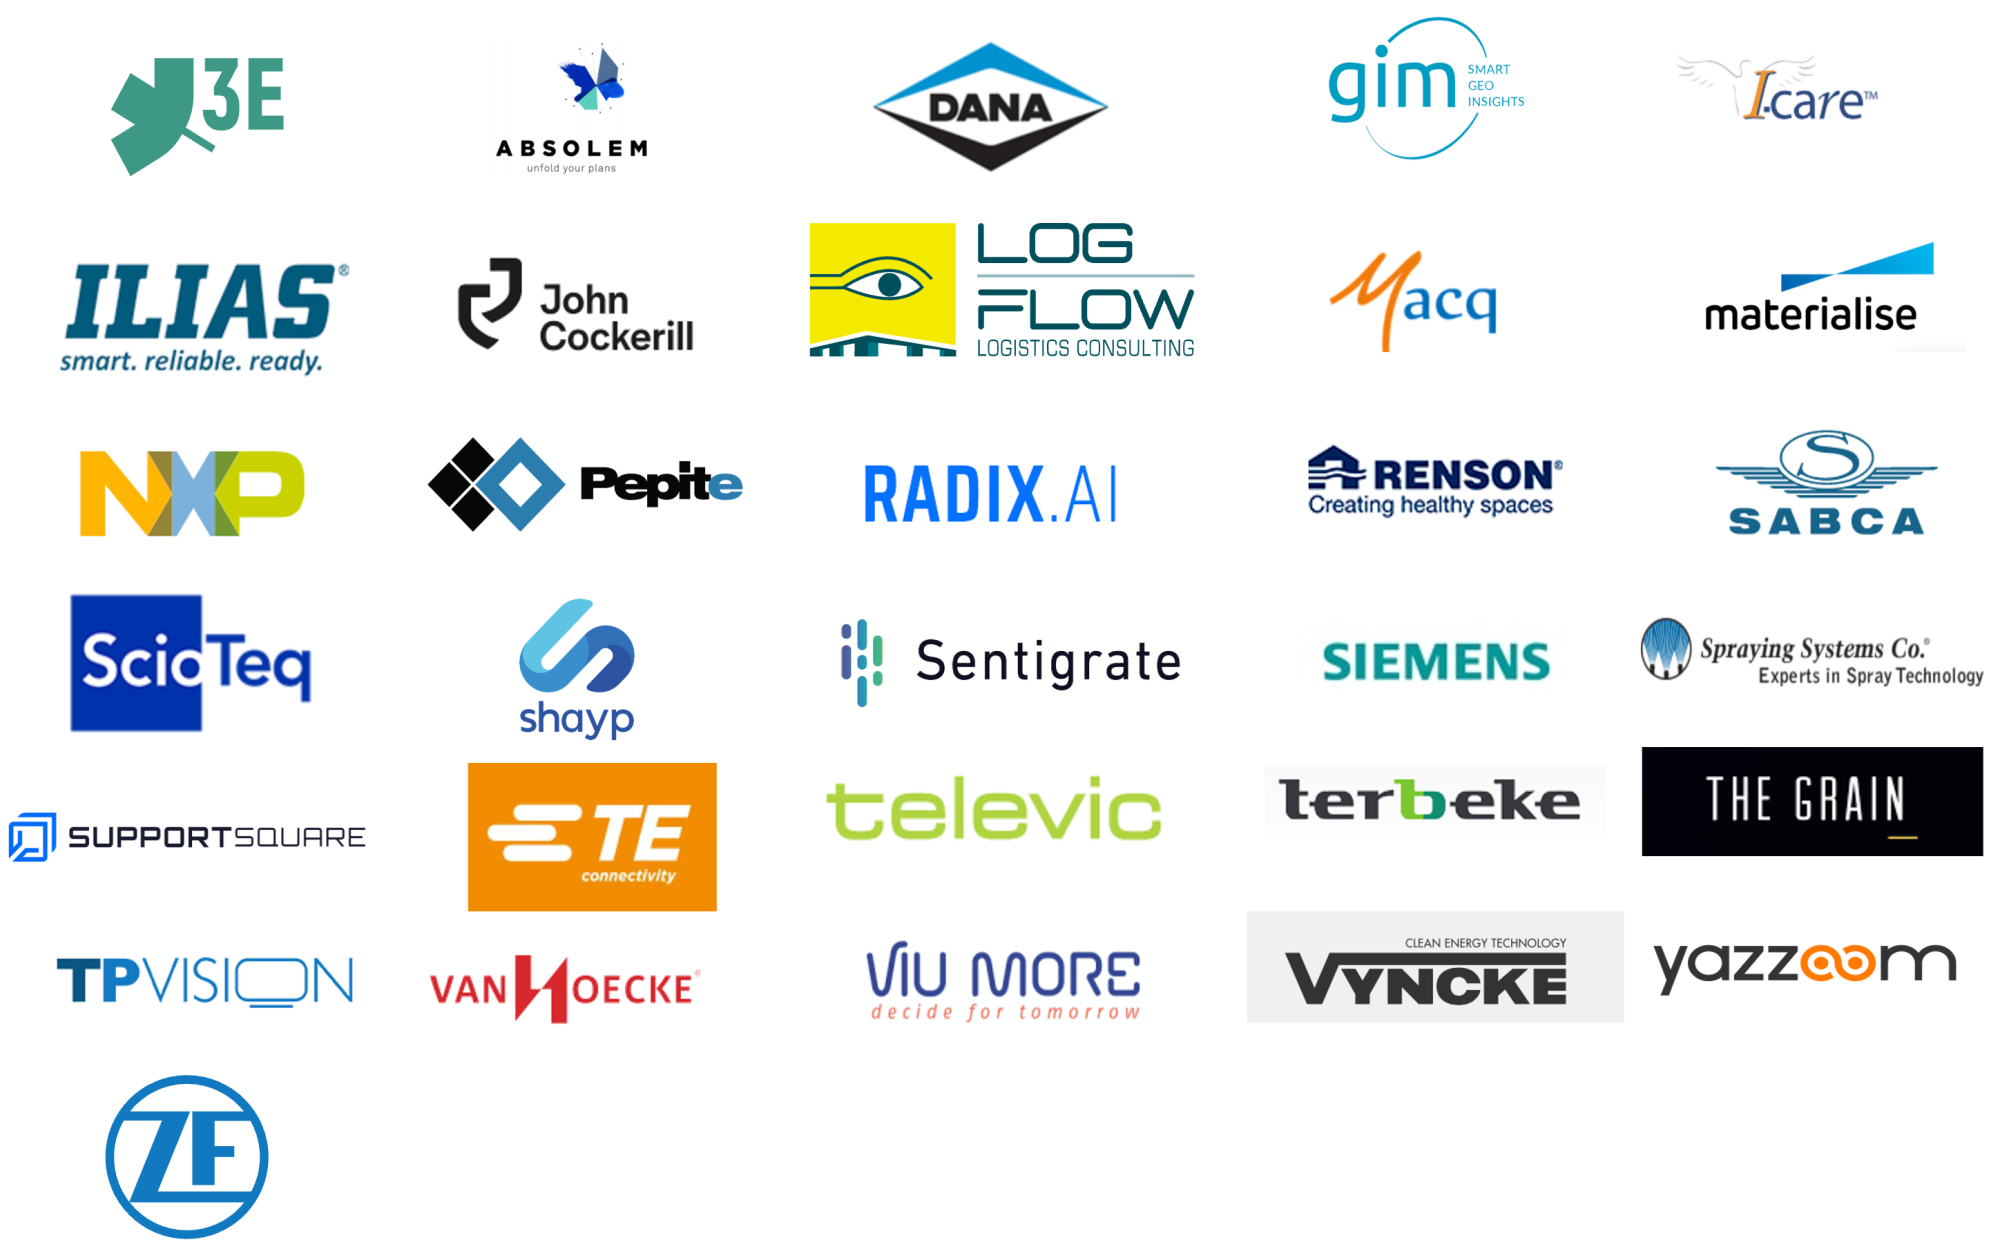 3E
ABSOLEM
unfold your plans
DANA
gim SMART
GEO
INSIGHTS
I-care™
ILIAS®
smart. reliable. ready.
John
Cockerill
LOG
FLOW
LOGISTICS CONSULTING
Macq
materialise
NXP
Pepite
RADIX.AI
RENSON®
Creating healthy spaces
S
SABCA
ScioTeq
shayp
Sentigrate
SIEMENS
Spraying Systems Co.®
Experts in Spray Technology
SUPPORTSQUARE
TE
connectivity
televic
terbeke
THE GRAIN_
TPVISION
VANHOECKE®
VIU MORE
decide for tomorrow
CLEAN ENERGY TECHNOLOGY
VYNCKE
yazzoom
ZF